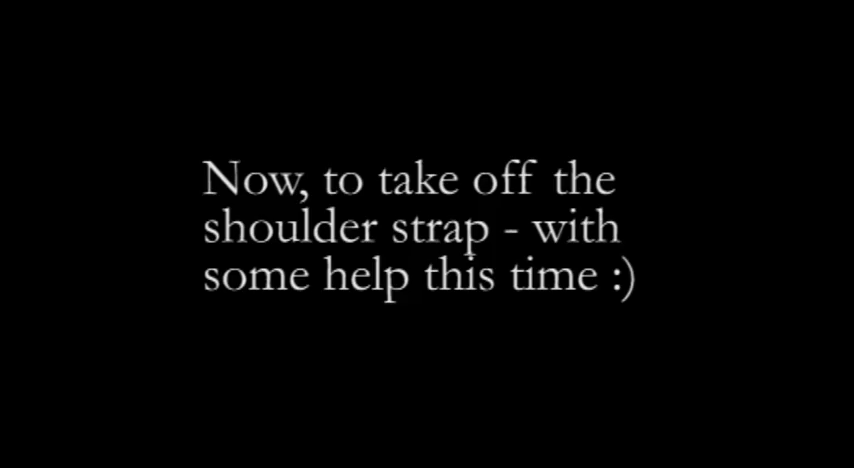 Now, to take off the
shoulder strap - with
some help this time :)